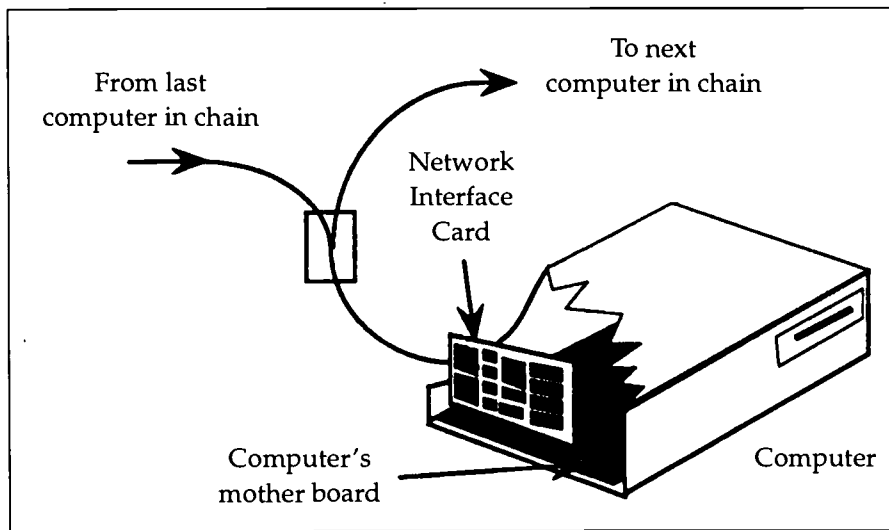 From last
computer in chain
To next
computer in chain
Network
Interface
Card
Computer's
mother board
Computer